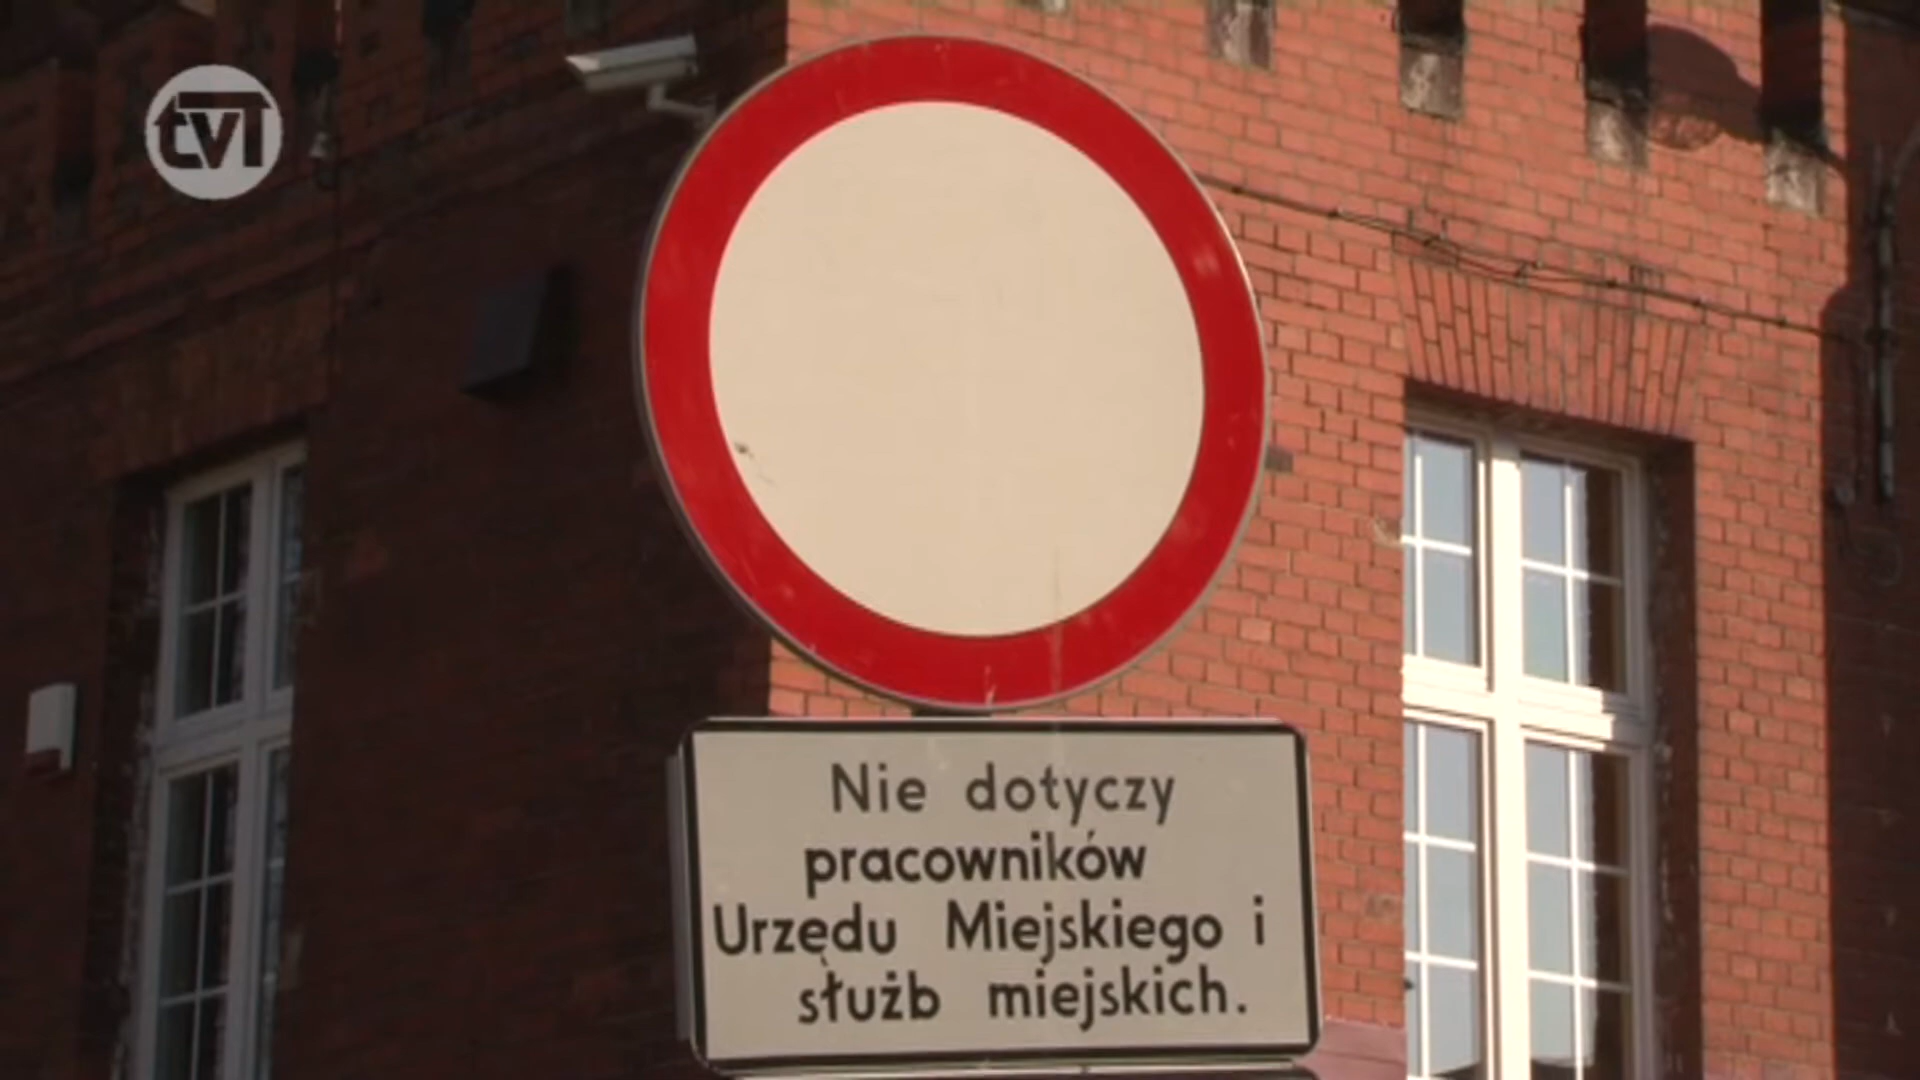 tvT
Nie dotyczy
pracowników
Urzędu Miejskiego i
służb miejskich.